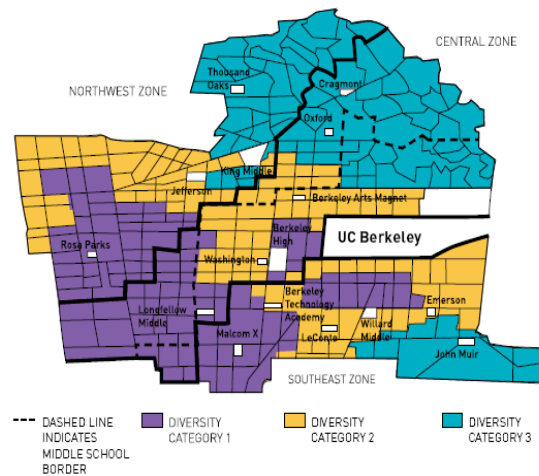 CENTRAL ZONE
NORTHWEST ZONE
Thousand
Oaks
Cragmont
Oxford
King Middle
Jefferson
Berkeley Arts Magnet
Berkeley
High
UC Berkeley
Rosa Parks
Washington
Longfellow
Middle
Berkeley
Technology
Academy
Emerson
Malcom X
LeConte
Willard
Middle
John Muir
SOUTHEAST ZONE
DASHED LINE
INDICATES
MIDDLE SCHOOL
BORDER
DIVERSITY
CATEGORY 1
DIVERSITY
CATEGORY 2
DIVERSITY
CATEGORY 3